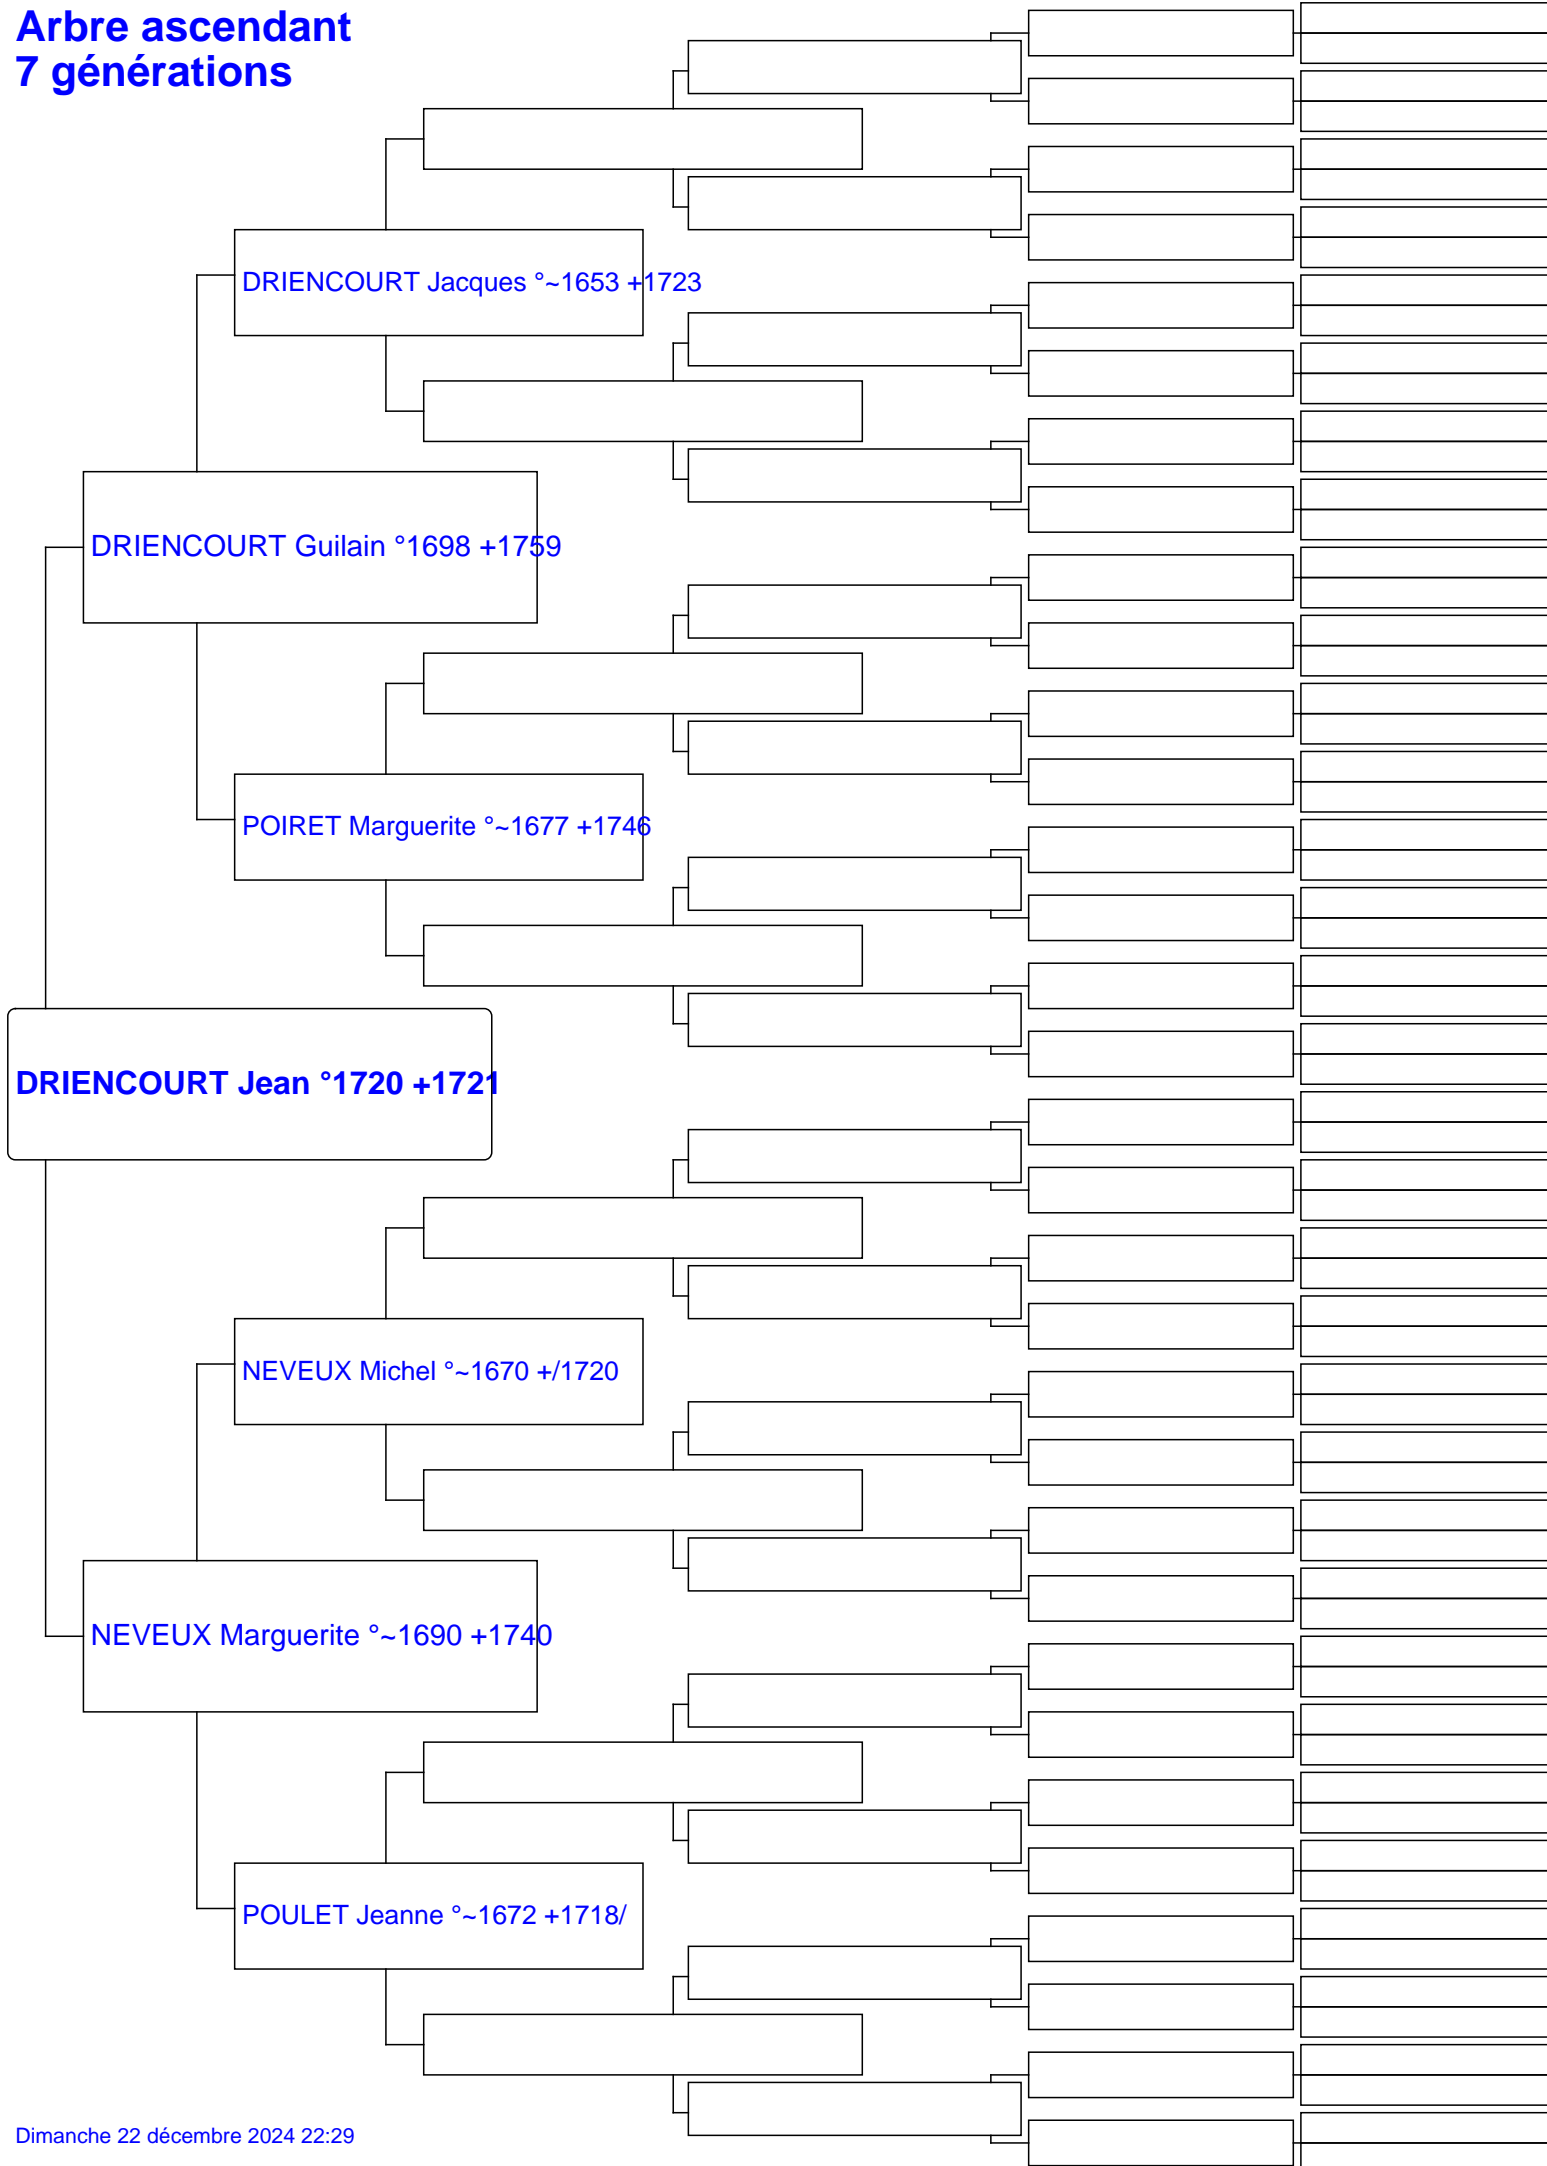 Arbre ascendant
7 générations
DRIENCOURT Jacques °~1653 +1723
DRIENCOURT Guilain °1698 +1759
POIRET Marguerite °~1677 +1746
DRIENCOURT Jean °1720 +1721
NEVEUX Michel °~1670 +/1720
NEVEUX Marguerite °~1690 +1740
POULET Jeanne °~1672 +1718/
Dimanche 22 décembre 2024 22:29